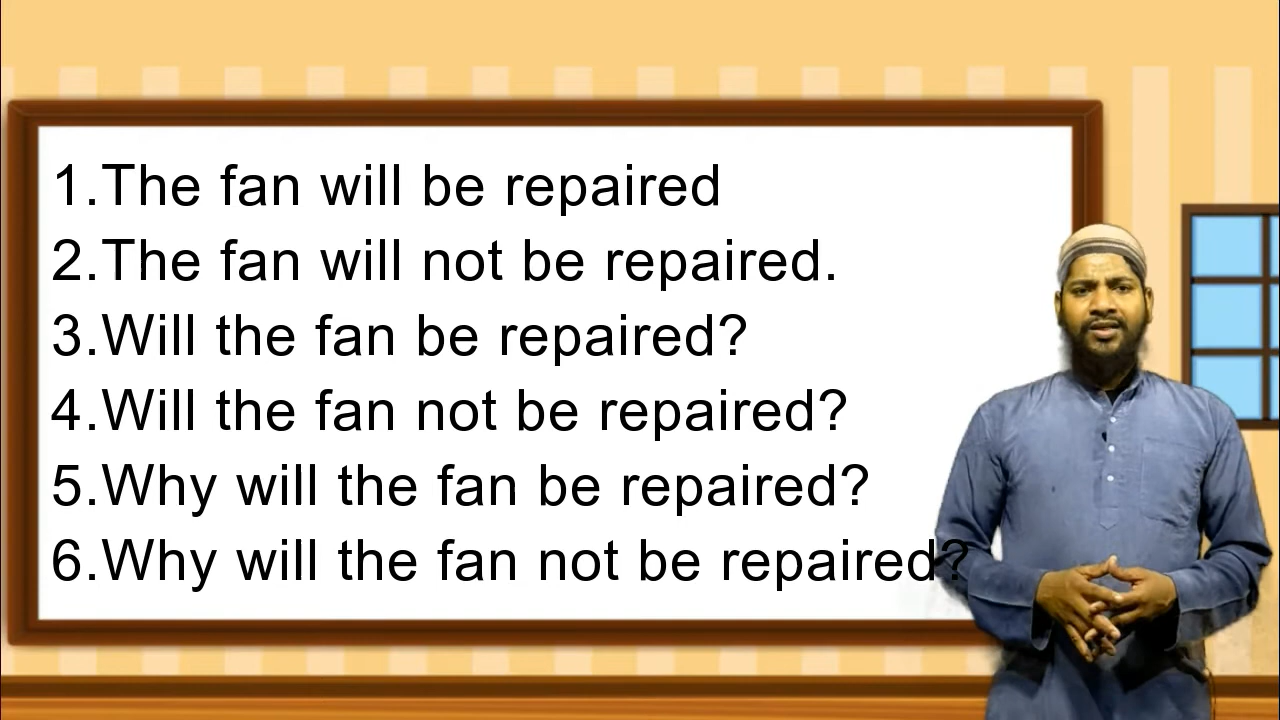 1.The fan will be repaired
2.The fan will not be repaired.
3.Will the fan be repaired?
4.Will the fan not be repaired?
5.Why will the fan be repaired?
6.Why will the fan not be repaired?